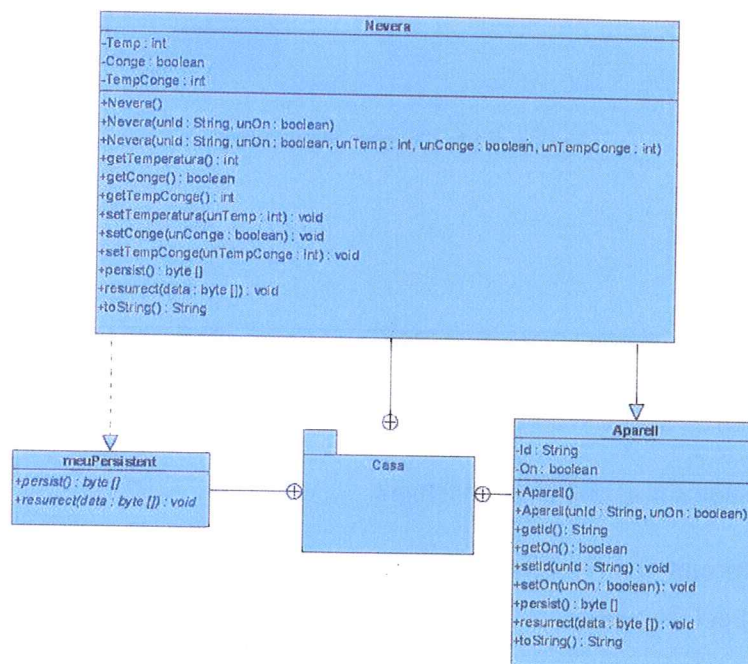 Nevera
-Temp : int
-Conge : boolean
-TempConge : int
+Nevera()
+Nevera(unId : String, unOn : boolean)
+Nevera(unId : String, unOn : boolean, unTemp : int, unConge : boolean, unTempConge : int)
+getTemperatura() : int
+getConge() : boolean
+getTempConge() : int
+setTemperatura(unTemp : int) : void
+setConge(unConge : boolean) : void
+setTempConge(unTempConge : int) : void
+persist() : byte []
+resurrect(data : byte []) : void
+toString() : String
meuPersistent
+persist() : byte []
+resurrect(data : byte []) : void
Casa
Aparell
-Id : String
-On : boolean
+Aparell()
+Aparell(unId : String, unOn : boolean)
+getId() : String
+getOn() : boolean
+setId(unId : String) : void
+setOn(unOn : boolean) : void
+persist() : byte []
+resurrect(data : byte []) : void
+toString() : String